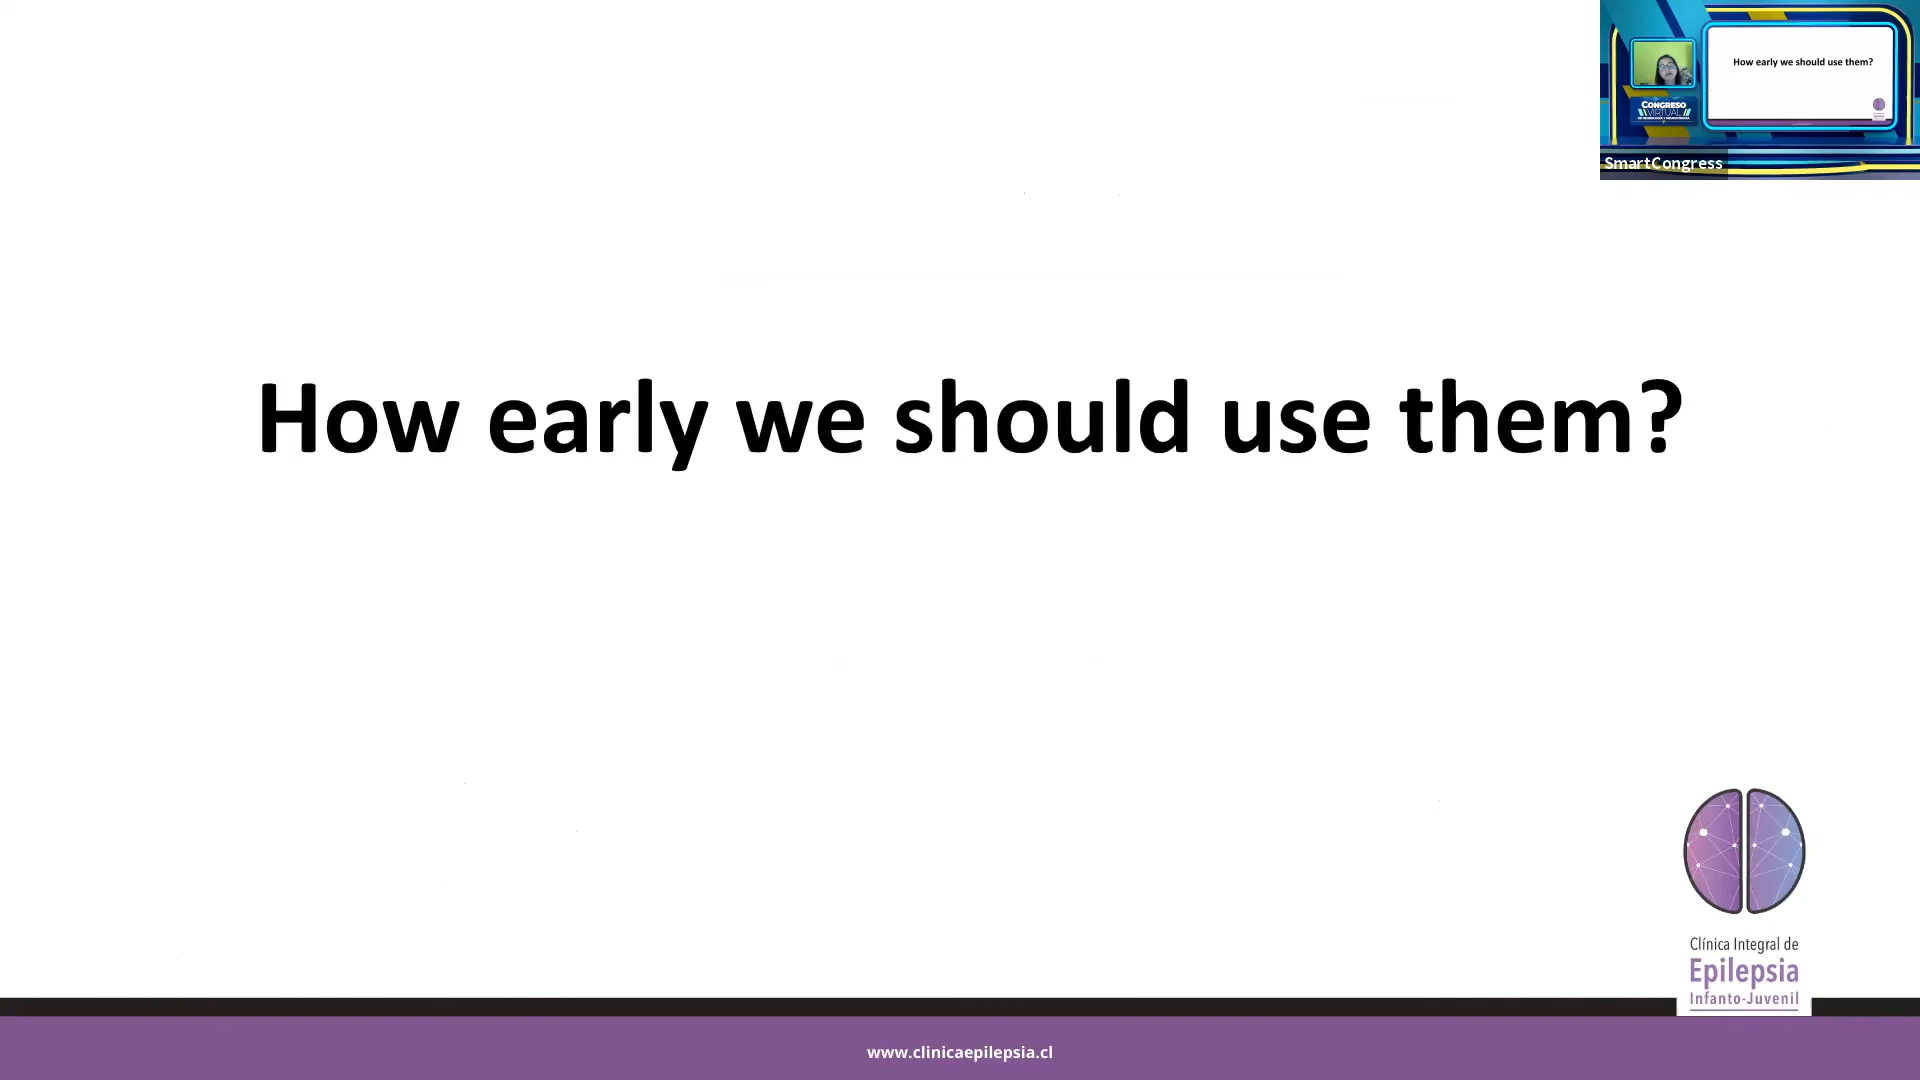 How early we should use them?
CONGRESO
VIRTUAL
SmartCongress
How early we should use them?
Clínica Integral de
Epilepsia
Infanto-Juvenil
www.clinicaepilepsia.cl